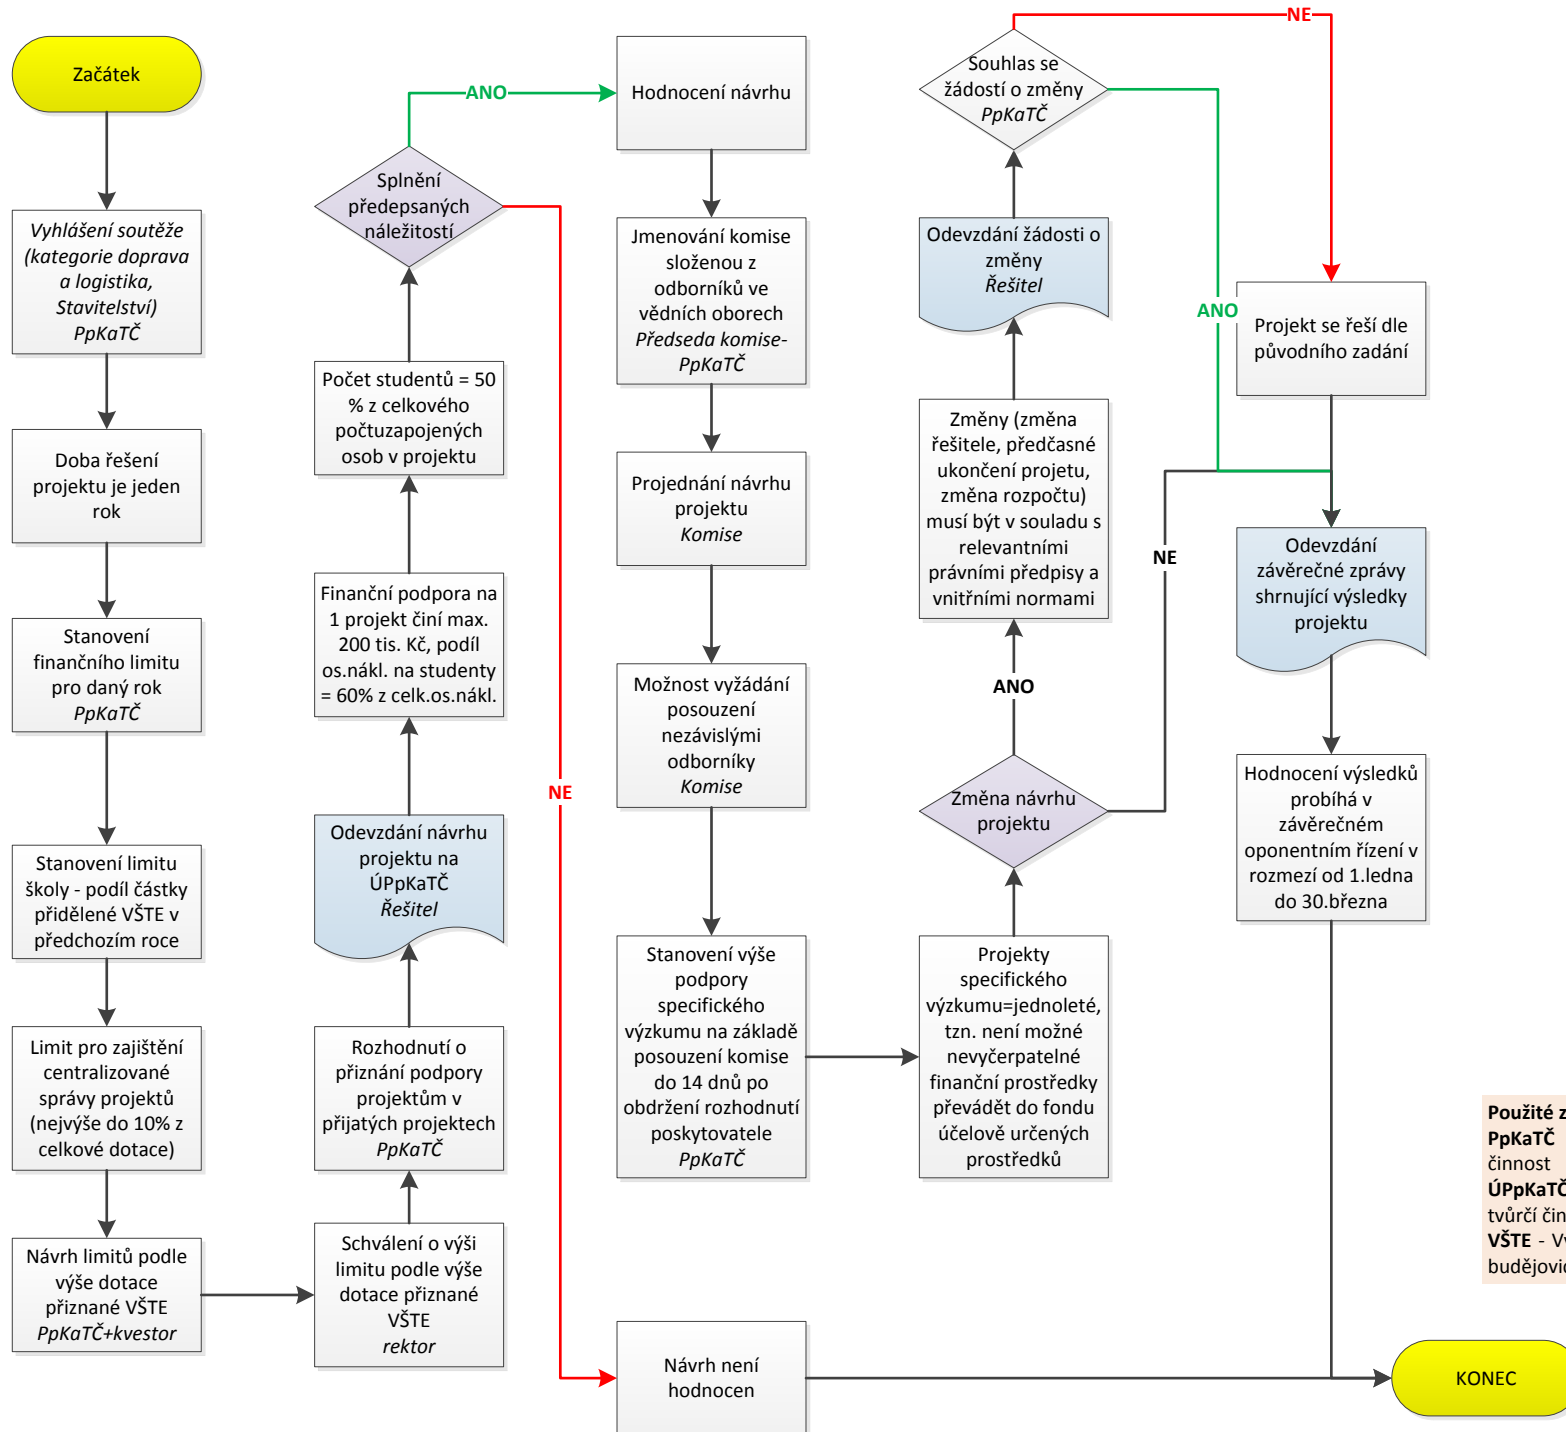 Začátek
Vyhlášení soutěže
(kategorie doprava
a logistika,
Stavitelství)
PpKaTČ
Doba řešení
projektu je jeden
rok
Stanovení
finančního limitu
pro daný rok
PpKaTČ
Stanovení limitu
školy - podíl částky
přidělené VŠTE v
předchozím roce
Limit pro zajištění
centralizované
správy projektů
(nejvýše do 10% z
celkové dotace)
Návrh limitů podle
výše dotace
přiznané VŠTE
PpKaTČ+kvestor
Schválení o výši
limitu podle výše
dotace přiznané
VŠTE
rektor
Rozhodnutí o
přiznání podpory
projektům v
přijatých projektech
PpKaTČ
Odevzdání návrhu
projektu na
ÚPpKaTČ
Řešitel
Finanční podpora na
1 projekt činí max.
200 tis. Kč, podíl
os.nákl. na studenty
= 60% z celk.os.nákl.
Počet studentů = 50
% z celkového
počtuzapojených
osob v projektu
Splnění
předepsaných
náležitostí
ANO
NE
Hodnocení návrhu
Jmenování komise
složenou z
odborníků ve
vědních oborech
Předseda komise-
PpKaTČ
Projednání návrhu
projektu
Komise
Možnost vyžádání
posouzení
nezávislými
odborníky
Komise
Stanovení výše
podpory
specifického
výzkumu na základě
posouzení komise
do 14 dnů po
obdržení rozhodnutí
poskytovatele
PpKaTČ
Návrh není
hodnocen
Projekty
specifického
výzkumu=jednoleté,
tzn. není možné
nevyčerpatelné
finanční prostředky
převádět do fondu
účelově určených
prostředků
Změna návrhu
projektu
ANO
NE
Změny (změna
řešitele, předčasné
ukončení projetu,
změna rozpočtu)
musí být v souladu s
relevantními
právními předpisy a
vnitřními normami
Odevzdání žádosti o
změny
Řešitel
Souhlas se
žádostí o změny
PpKaTČ
NE
ANO
Projekt se řeší dle
původního zadání
Odevzdání
závěrečné zprávy
shrnující výsledky
projektu
Hodnocení výsledků
probíhá v
závěrečném
oponentním řízení v
rozmezí od 1.ledna
do 30.března
KONEC
Použité z
PpKaTČ
činnost
ÚPpKaTČ
tvůrčí čin
VŠTE - Vy
budějovic